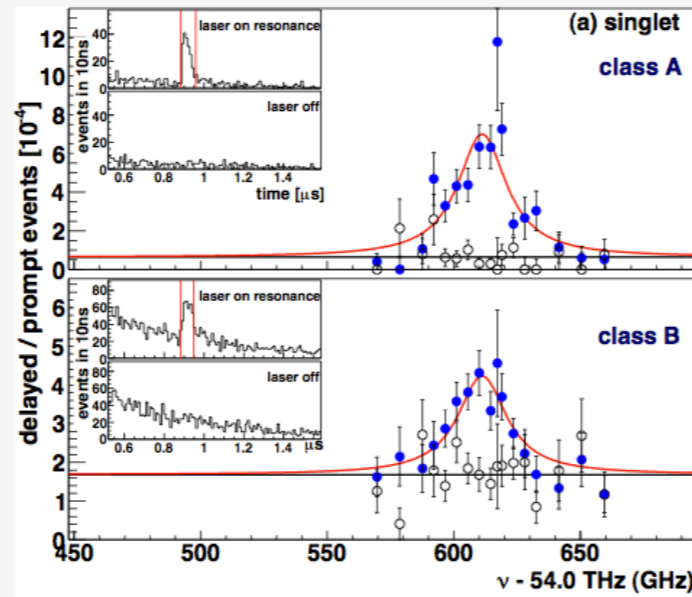 (a) singlet
class A
delayed / prompt events [10⁻⁴]
12
10
8
6
4
2
0
laser on resonance
events in 10ns
40
20
0
laser off
40
20
0
0.6 0.8 1 1.2 1.4
time [μs]
class B
6
5
4
3
2
1
0
laser on resonance
events in 10ns
80
60
40
20
0
laser off
80
60
40
20
0
0.6 0.8 1 1.2 1.4
μs
450 500 550 600 650
ν - 54.0 THz (GHz)